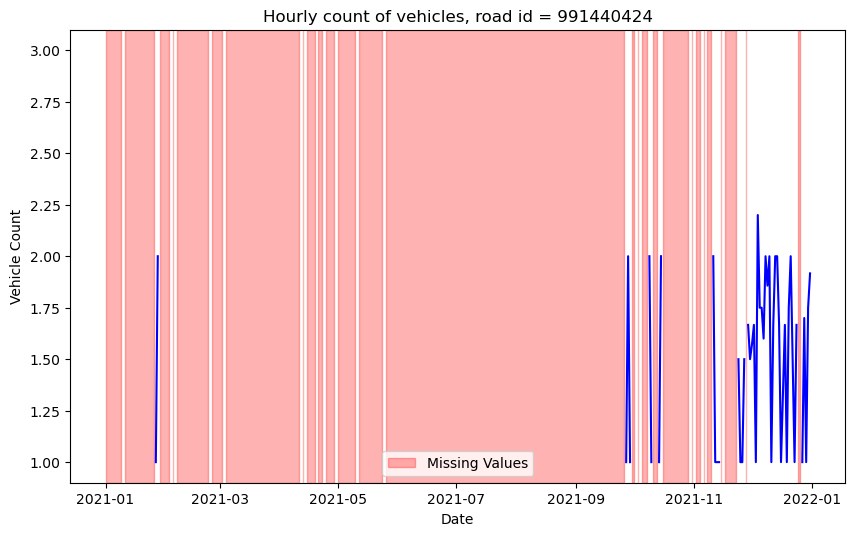 Hourly count of vehicles, road id = 991440424
3.00
2.75
2.50
2.25
2.00
1.75
1.50
1.25
1.00
Vehicle Count
Missing Values
2021-01 2021-03 2021-05 2021-07 2021-09 2021-11 2022-01
Date